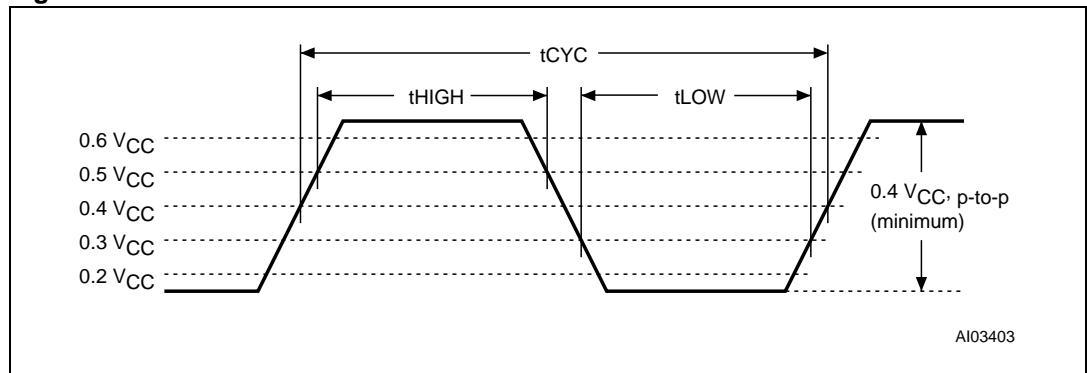 tCYC
tHIGH
tLOW
0.6 VCC
0.5 VCC
0.4 VCC
0.3 VCC
0.2 VCC
0.4 VCC, p-to-p
(minimum)
AI03403